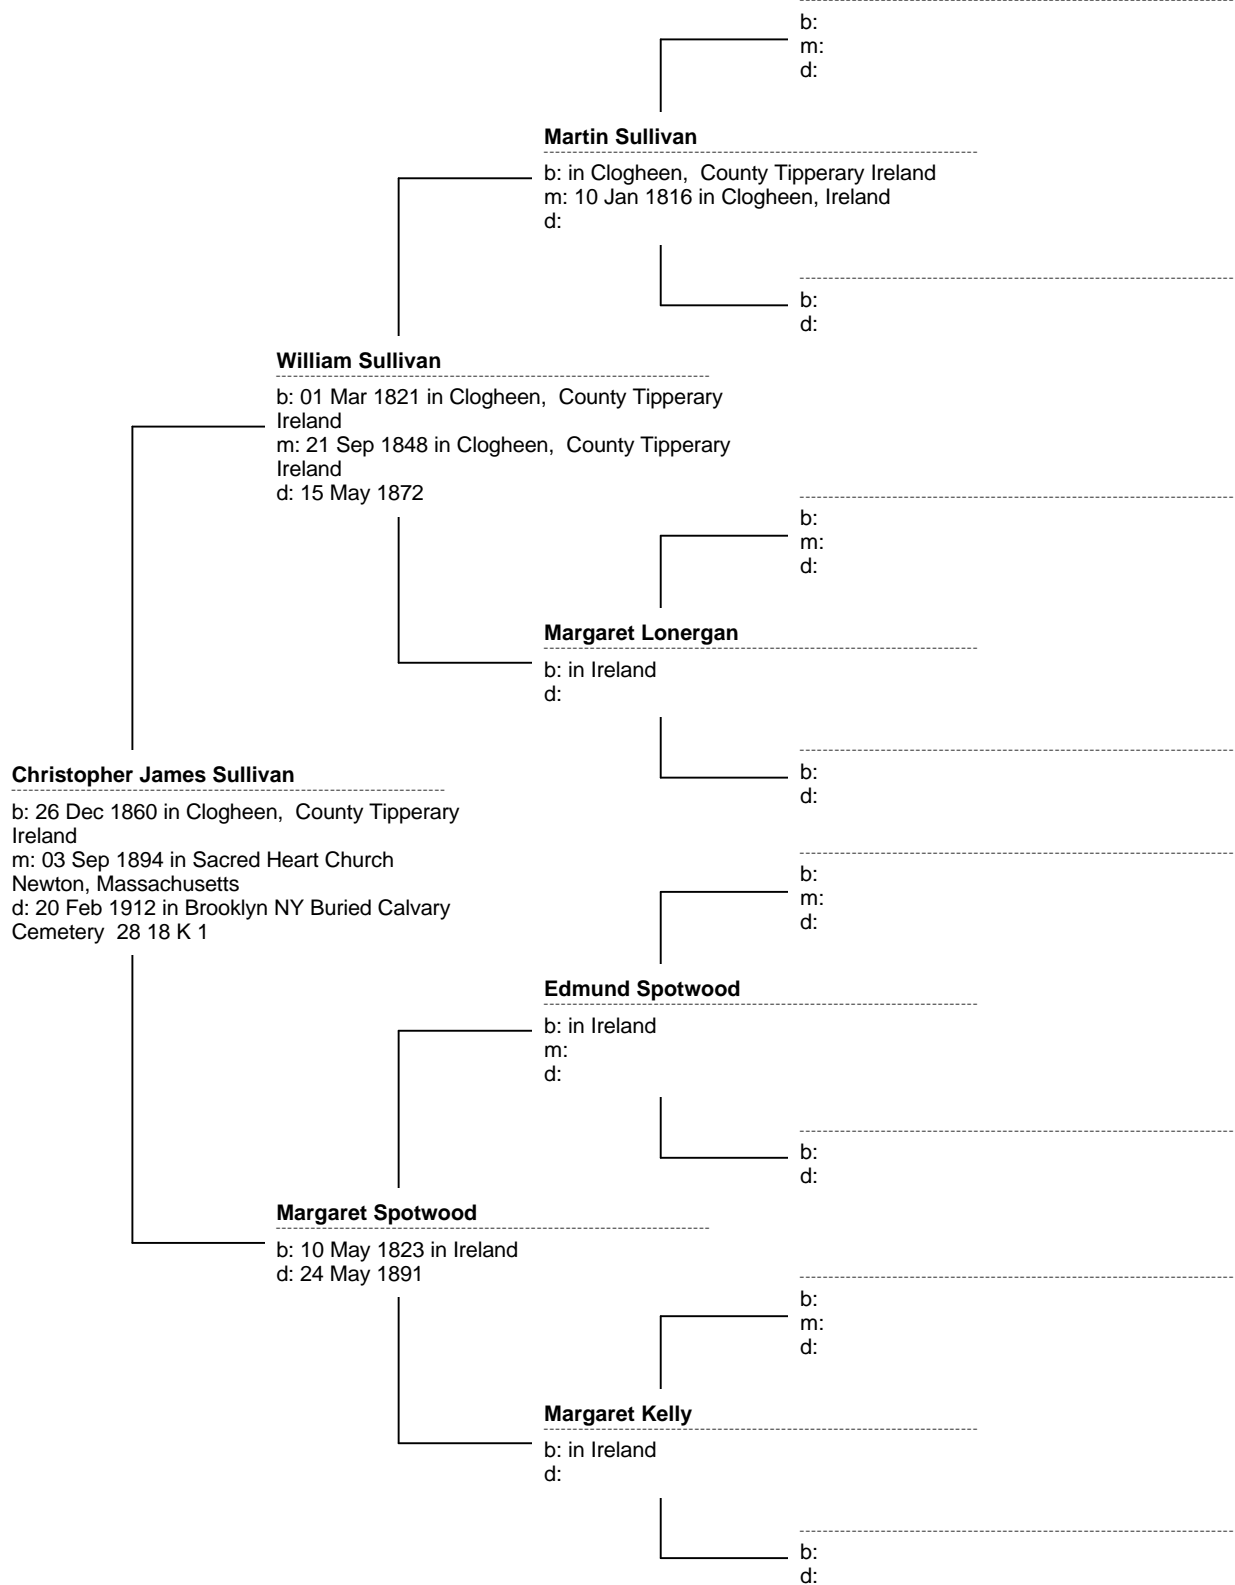 b:
m:
d:
Martin Sullivan
b: in Clogheen,  County Tipperary Ireland
m: 10 Jan 1816 in Clogheen, Ireland
d:
b:
d:
William Sullivan
b: 01 Mar 1821 in Clogheen,  County Tipperary
Ireland
m: 21 Sep 1848 in Clogheen,  County Tipperary
Ireland
d: 15 May 1872
b:
m:
d:
Margaret Lonergan
b: in Ireland
d:
b:
d:
Christopher James Sullivan
b: 26 Dec 1860 in Clogheen,  County Tipperary
Ireland
m: 03 Sep 1894 in Sacred Heart Church
Newton, Massachusetts
d: 20 Feb 1912 in Brooklyn NY Buried Calvary
Cemetery  28 18 K 1
b:
m:
d:
Edmund Spotwood
b: in Ireland
m:
d:
b:
d:
Margaret Spotwood
b: 10 May 1823 in Ireland
d: 24 May 1891
b:
m:
d:
Margaret Kelly
b: in Ireland
d:
b:
d: